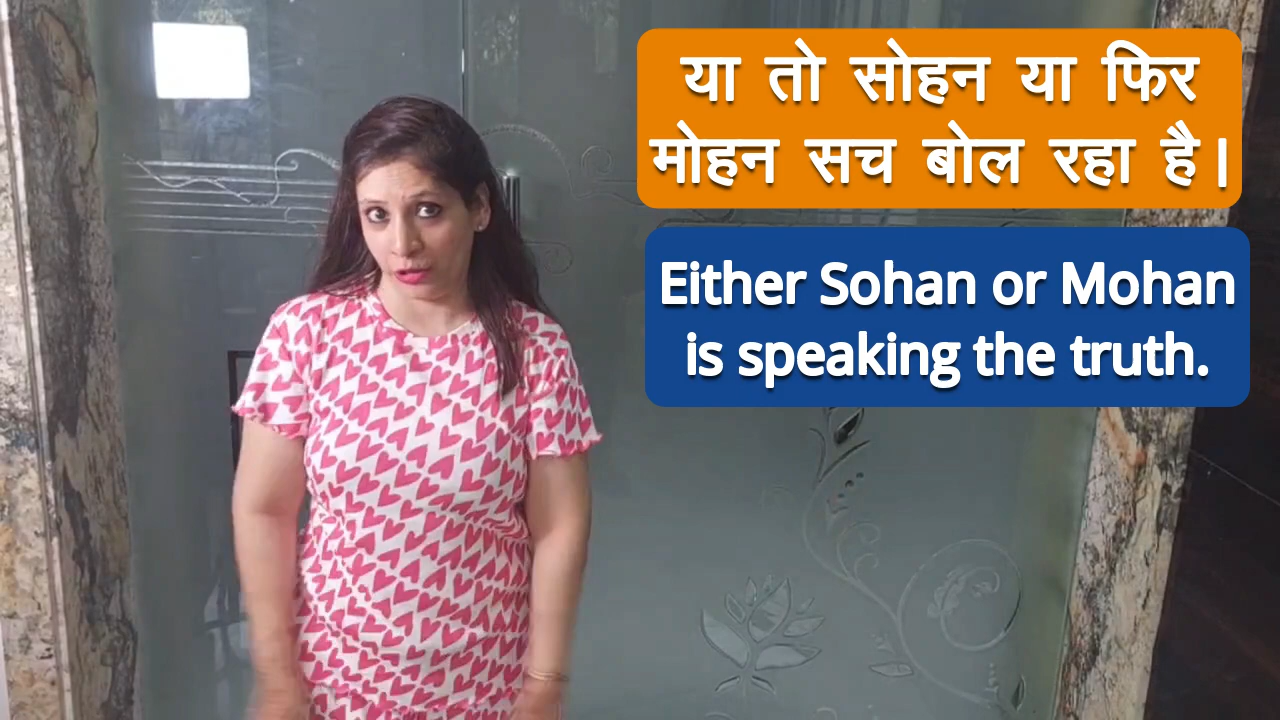 या तो सोहन या फिर
मोहन सच बोल रहा है।
Either Sohan or Mohan
is speaking the truth.